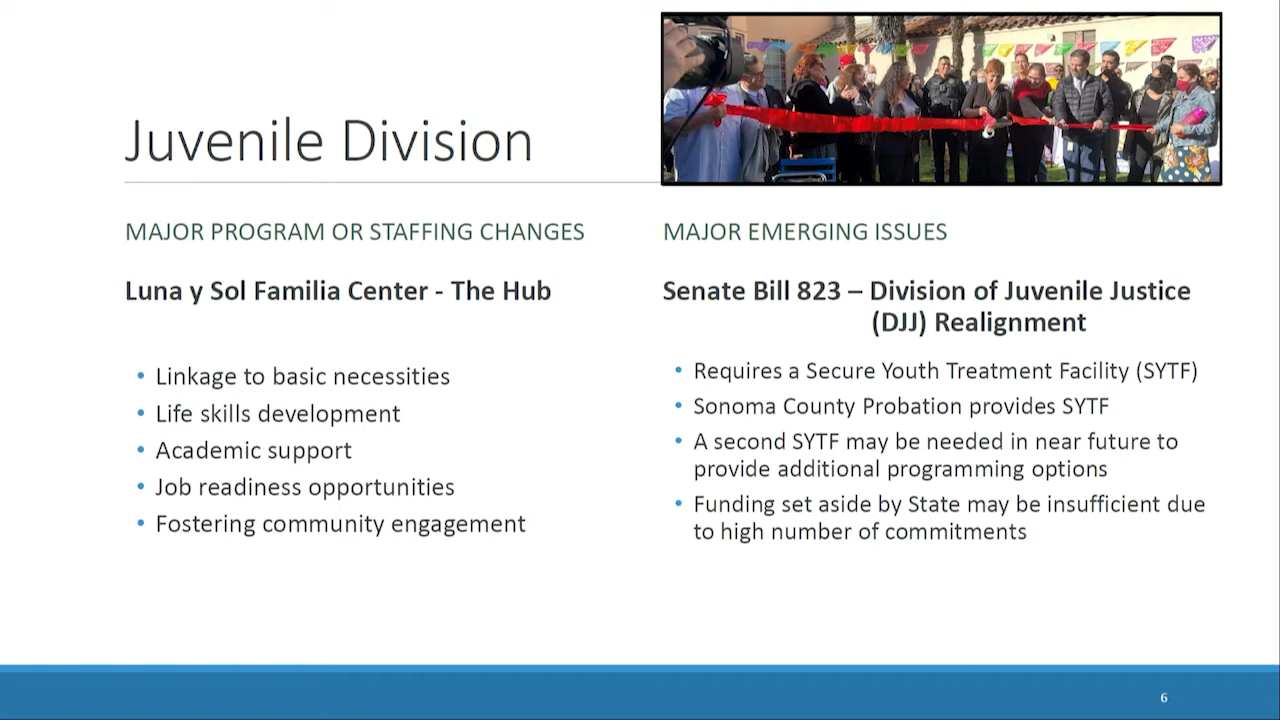 Juvenile Division
MAJOR PROGRAM OR STAFFING CHANGES
Luna y Sol Familia Center - The Hub
• Linkage to basic necessities
• Life skills development
• Academic support
• Job readiness opportunities
• Fostering community engagement
MAJOR EMERGING ISSUES
Senate Bill 823 – Division of Juvenile Justice
(DJJ) Realignment
• Requires a Secure Youth Treatment Facility (SYTF)
• Sonoma County Probation provides SYTF
• A second SYTF may be needed in near future to
provide additional programming options
• Funding set aside by State may be insufficient due
to high number of commitments
6